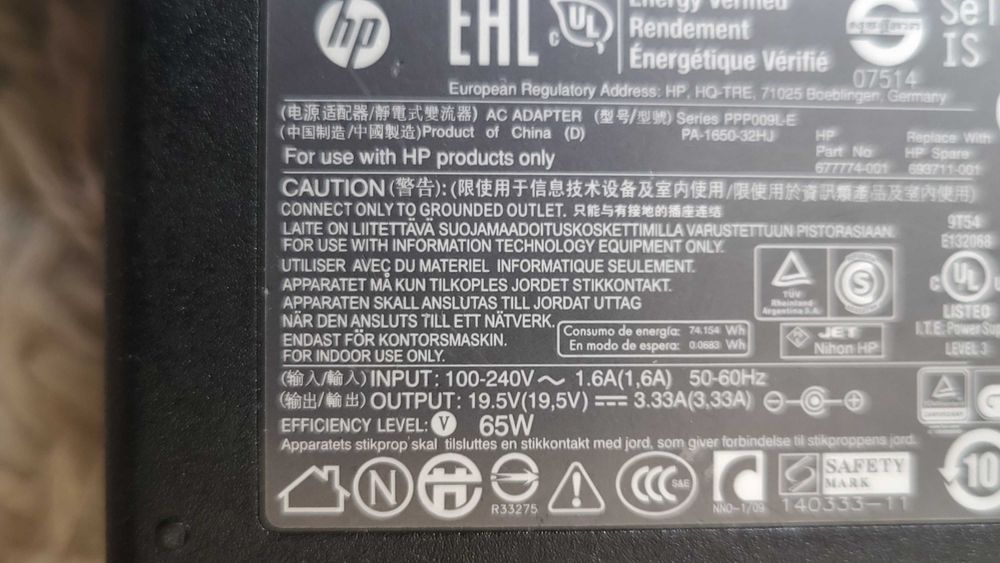 hp EAC UL
Energy Verified
Rendement
Énergétique Vérifié
07514
IS
European Regulatory Address: HP, HQ-TRE, 71025 Boeblingen, Germany
(电源适配器/靜電式變流器) AC ADAPTER (型号/型號) Series PPP009L-E
(中国制造/中國製造)Product of China (D) PA-1650-32HJ
HP Part No. 677774-001
Replace With HP Spare 693711-001
For use with HP products only
CAUTION (警告): (限使用于信息技术设备及室内使用/限使用於資訊類產品及室內使用)
CONNECT ONLY TO GROUNDED OUTLET. 只能与有接地的插座连结
LAITE ON LIITETTÄVÄ SUOJAMAADOITUSKOSKETTIMILLA VARUSTETTUUN PISTORASIAAN.
FOR USE WITH INFORMATION TECHNOLOGY EQUIPMENT ONLY.
UTILISER AVEC DU MATERIEL INFORMATIQUE SEULEMENT.
APPARATET MÅ KUN TILKOPLES JORDET STIKKONTAKT.
APPARATEN SKALL ANSLUTAS TILL JORDAT UTTAG
NÄR DEN ANSLUTS TILL ETT NÄTVERK.
ENDAST FÖR KONTORSMASKIN.
FOR INDOOR USE ONLY.
Consumo de energía: 74.154 Wh
En modo de espera: 0.0683 Wh
TÜV
Rheinland
Argentina S.A.
S
JET
Nihon HP
9T54
E132068
c UL
LISTED
I.T.E. Power Su
LEVEL 3
(输入/輸入) INPUT: 100-240V ~ 1.6A(1,6A) 50-60Hz
(输出/輸出) OUTPUT: 19.5V(19,5V) ⎓ 3.33A(3,33A)
EFFICIENCY LEVEL: V 65W
Apparatets stikprop skal tilsluttes en stikkontakt med jord, som giver forbindelse til stikproppens jord.
N
R33275
CCC S&E
NNO-1/09
SAFETY
MARK
140333-11
10